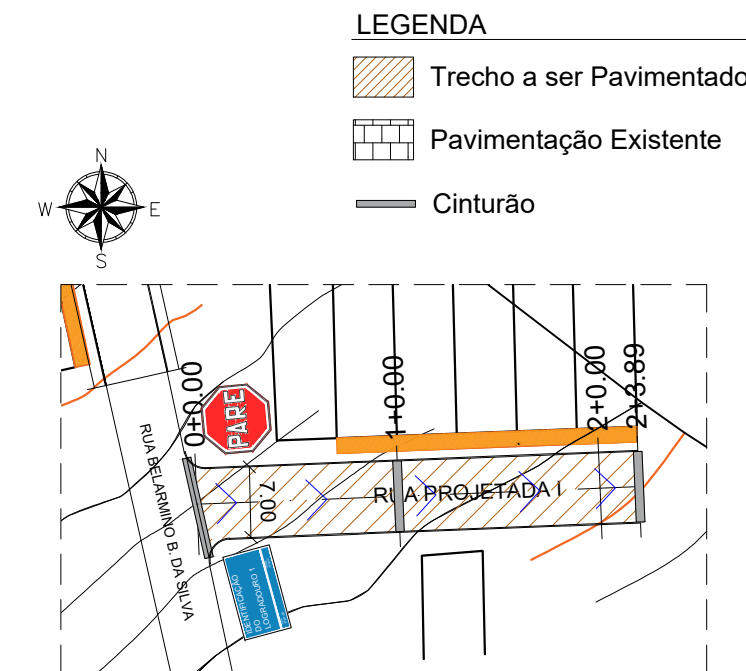 LEGENDA
Trecho a ser Pavimentado
Pavimentação Existente
Cinturão
N
W
E
S
0+0.00
1+0.00
2+0.00
2+3.89
PARE
RUA BELARMINO B. DA SILVA
7.00
RUA PROJETADA I
IDENTIFICAÇÃO
DO
LOGRADOURO 1